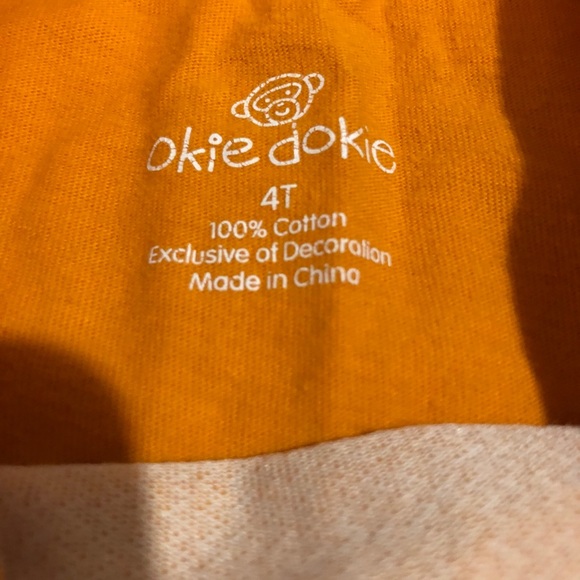 Okie dokie
4T
100% Cotton
Exclusive of Decoration
Made in China